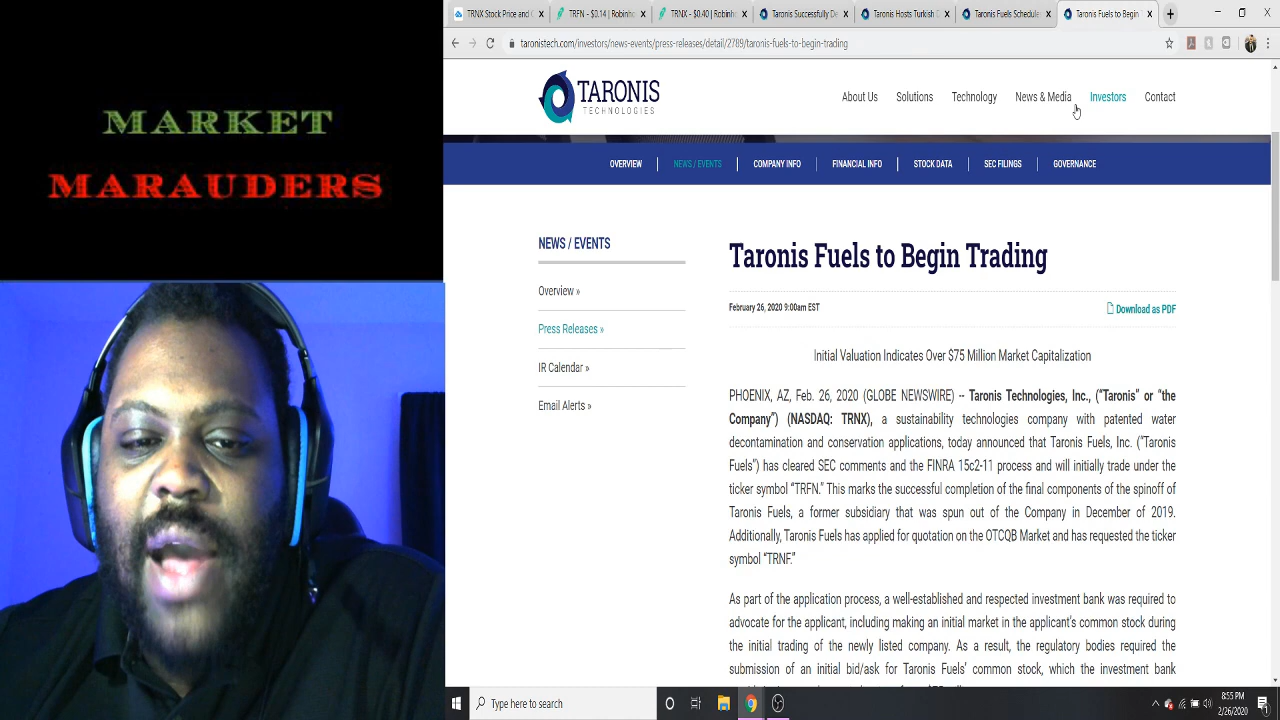 MARKET
MARAUDERS
TRNX Stock Price and C
TRFN - $0.14 | Robinh
TRNX - $0.40 | Robinh
Taronis Technologies De
Taronis Fuels Schedules
Taronis Fuels to Begin
taronistech.com/investors/news-events/press-releases/detail/2789/taronis-fuels-to-begin-trading
TARONIS
TECHNOLOGIES
About Us Solutions Technology News & Media Investors Contact
OVERVIEW NEWS / EVENTS COMPANY INFO FINANCIAL INFO STOCK DATA SEC FILINGS GOVERNANCE
NEWS / EVENTS
Overview »
Press Releases »
IR Calendar »
Email Alerts »
Taronis Fuels to Begin Trading
February 26, 2020 9:00am EST
Download as PDF
Initial Valuation Indicates Over $75 Million Market Capitalization
PHOENIX, AZ, Feb. 26, 2020 (GLOBE NEWSWIRE) -- Taronis Technologies, Inc., (“Taronis” or “the
Company”) (NASDAQ: TRNX), a sustainability technologies company with patented water
decontamination and conservation applications, today announced that Taronis Fuels, Inc. (“Taronis
Fuels”) has cleared SEC comments and the FINRA 15c2-11 process and will initially trade under the
ticker symbol “TRFN.” This marks the successful completion of the final components of the spinoff of
Taronis Fuels, a former subsidiary that was spun out of the Company in December of 2019.
Additionally, Taronis Fuels has applied for quotation on the OTCQB Market and has requested the ticker
symbol “TRNF.”
As part of the application process, a well-established and respected investment bank was required to
advocate for the applicant, including making an initial market in the applicant’s common stock during
the initial trading of the newly listed company. As a result, the regulatory bodies required the
submission of an initial bid/ask for Taronis Fuels’ common stock, which the investment bank
Type here to search
8:55 PM
2/26/2020